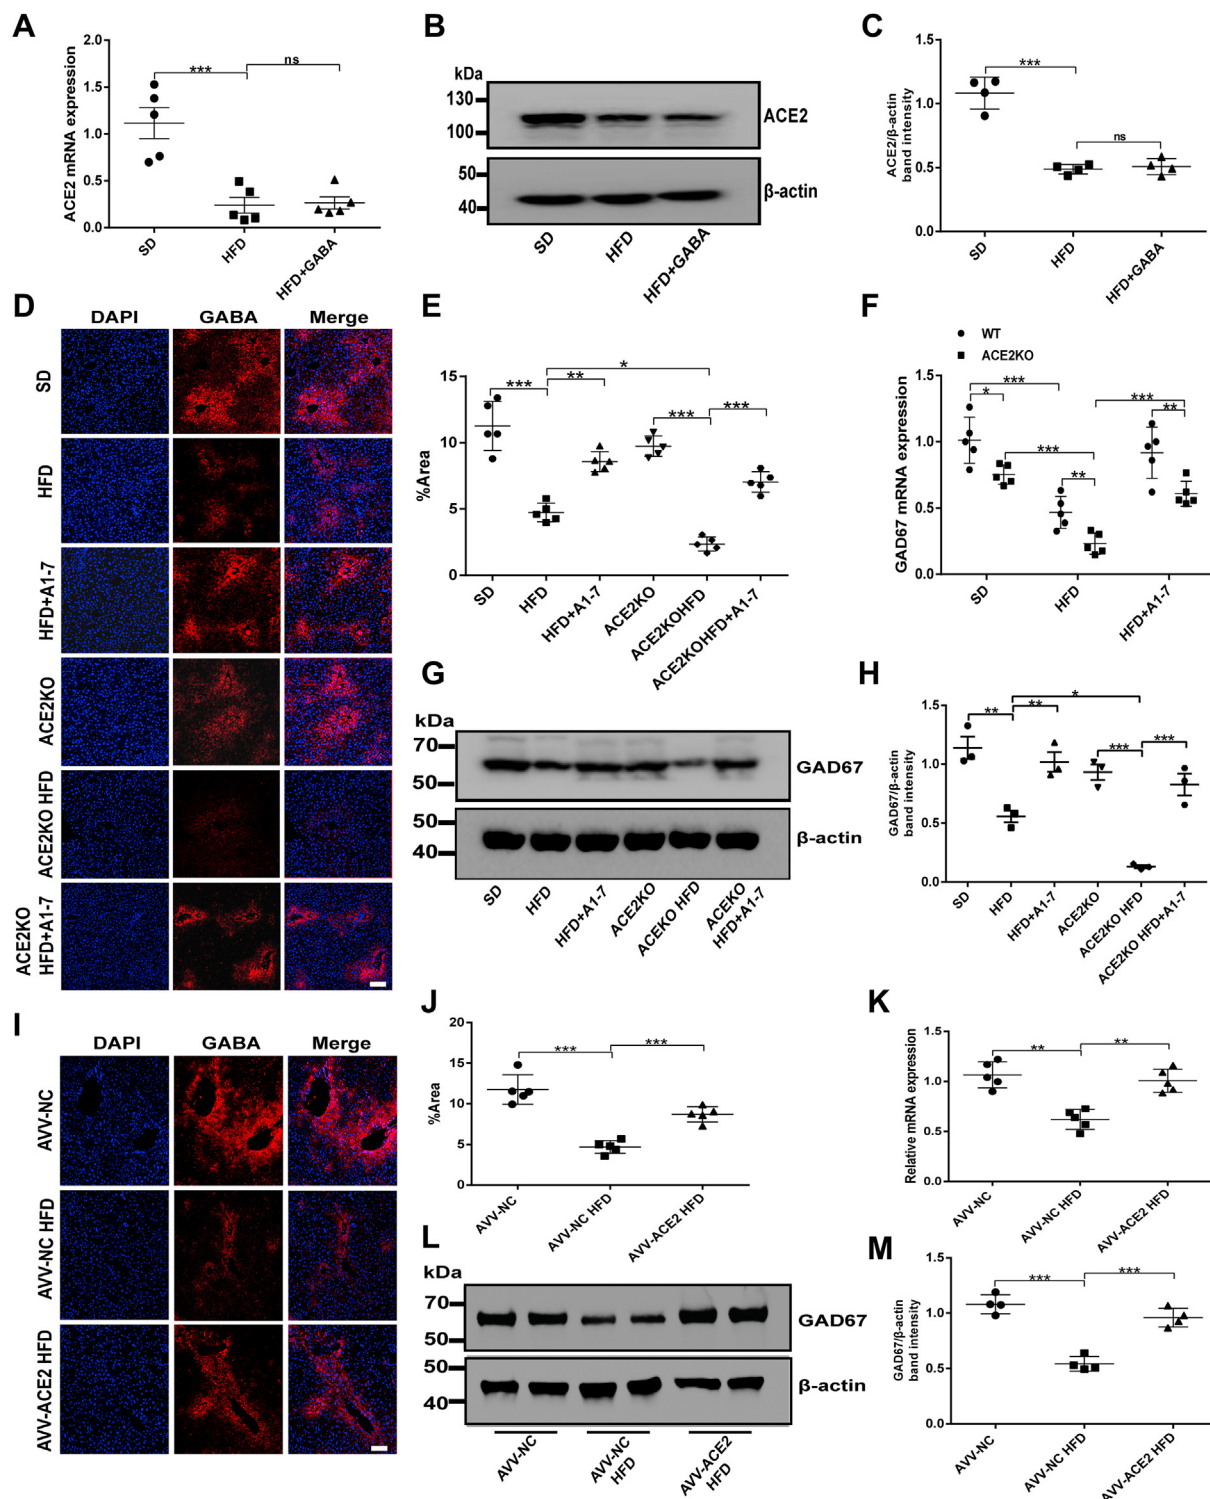 A
ACE2 mRNA expression
2.0
1.5
1.0
0.5
0.0
***
ns
SD
HFD
HFD+GABA
B
kDa
130
100
ACE2
50
40
β-actin
SD
HFD
HFD+GABA
C
ACE2/β-actin
band intensity
1.5
1.0
0.5
0.0
***
ns
SD
HFD
HFD+GABA
D
DAPI
GABA
Merge
SD
HFD
HFD+A1-7
ACE2KO
ACE2KO HFD
ACE2KO
HFD+A1-7
E
%Area
15
10
5
0
***
**
*
***
***
SD
HFD
HFD+A1-7
ACE2KO
ACE2KOHFD
ACE2KOHFD+A1-7
F
WT
ACE2KO
GAD67 mRNA expression
1.5
1.0
0.5
0.0
***
*
***
**
***
**
SD
HFD
HFD+A1-7
G
kDa
70
50
GAD67
50
40
β-actin
SD
HFD
HFD+A1-7
ACE2KO
ACEKO HFD
ACEKO
HFD+A1-7
H
GAD67/β-actin
band intensity
1.5
1.0
0.5
0.0
**
**
*
***
***
SD
HFD
HFD+A1-7
ACE2KO
ACE2KO HFD
ACE2KO HFD+A1-7
I
DAPI
GABA
Merge
AVV-NC
AVV-NC HFD
AVV-ACE2 HFD
J
%Area
20
15
10
5
0
***
***
AVV-NC
AVV-NC HFD
AVV-ACE2 HFD
K
Relative mRNA expression
1.5
1.0
0.5
0.0
**
**
AVV-NC
AVV-NC HFD
AVV-ACE2 HFD
L
kDa
70
50
GAD67
50
40
β-actin
AVV-NC
AVV-NC
HFD
AVV-ACE2
HFD
M
GAD67/β-actin
band intensity
1.5
1.0
0.5
0.0
***
***
AVV-NC
AVV-NC HFD
AVV-ACE2 HFD